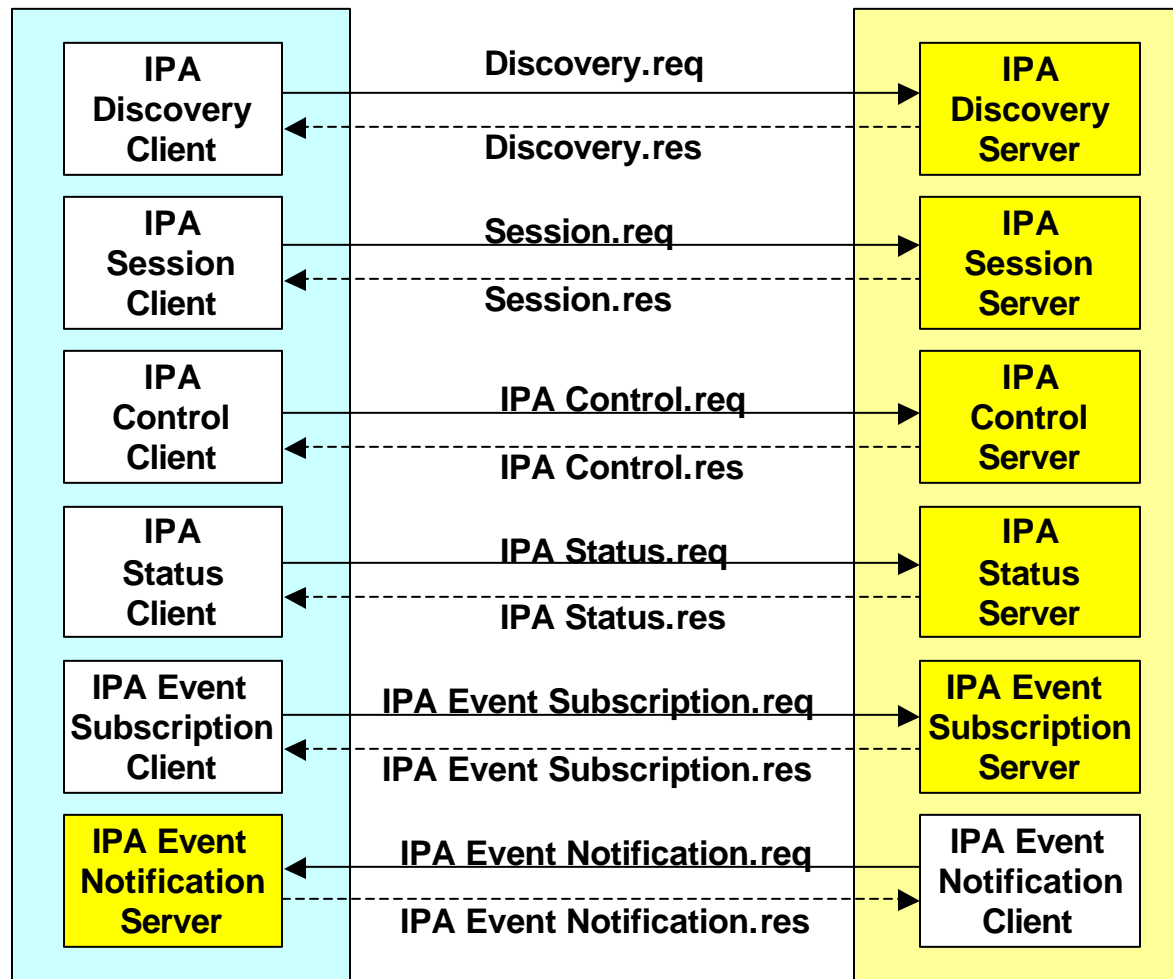 IPA
Discovery
Client
Discovery.req
Discovery.res
IPA
Discovery
Server
IPA
Session
Client
Session.req
Session.res
IPA
Session
Server
IPA
Control
Client
IPA Control.req
IPA Control.res
IPA
Control
Server
IPA
Status
Client
IPA Status.req
IPA Status.res
IPA
Status
Server
IPA Event
Subscription
Client
IPA Event Subscription.req
IPA Event Subscription.res
IPA Event
Subscription
Server
IPA Event
Notification
Server
IPA Event Notification.req
IPA Event Notification.res
IPA Event
Notification
Client